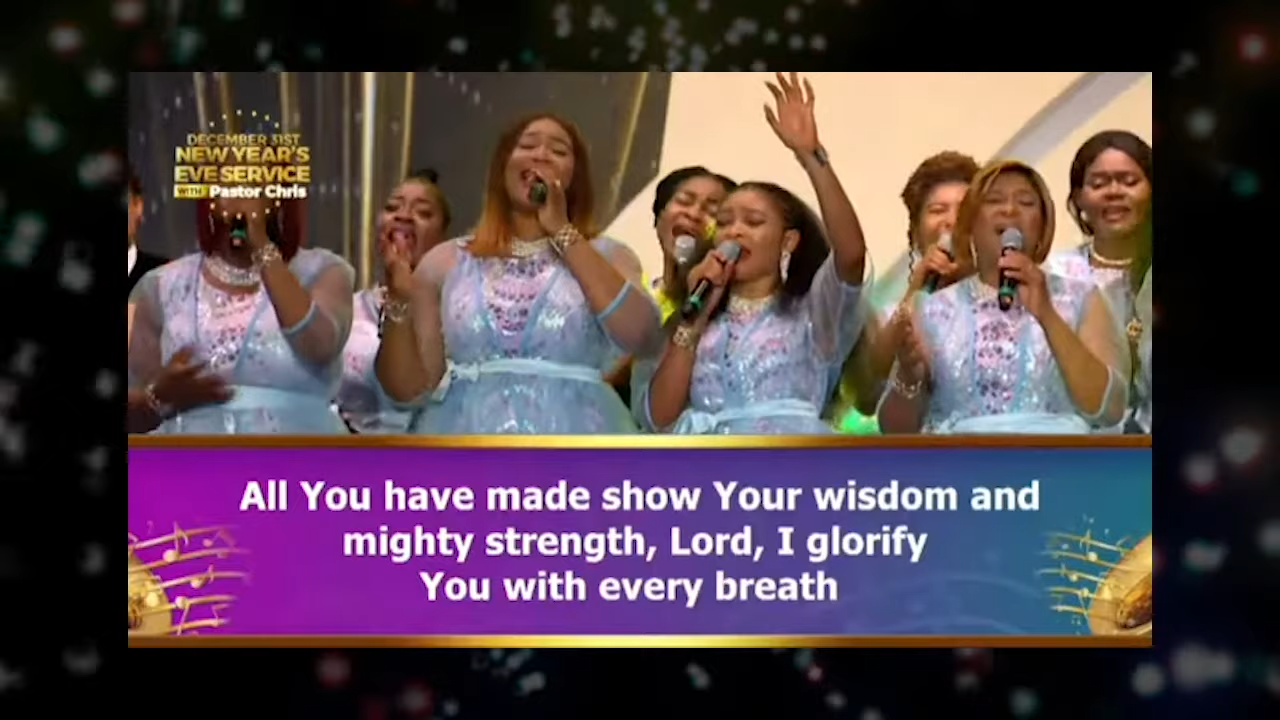 DECEMBER 31ST
NEW YEAR'S
EVE SERVICE
WITH Pastor Chris
All You have made show Your wisdom and
mighty strength, Lord, I glorify
You with every breath